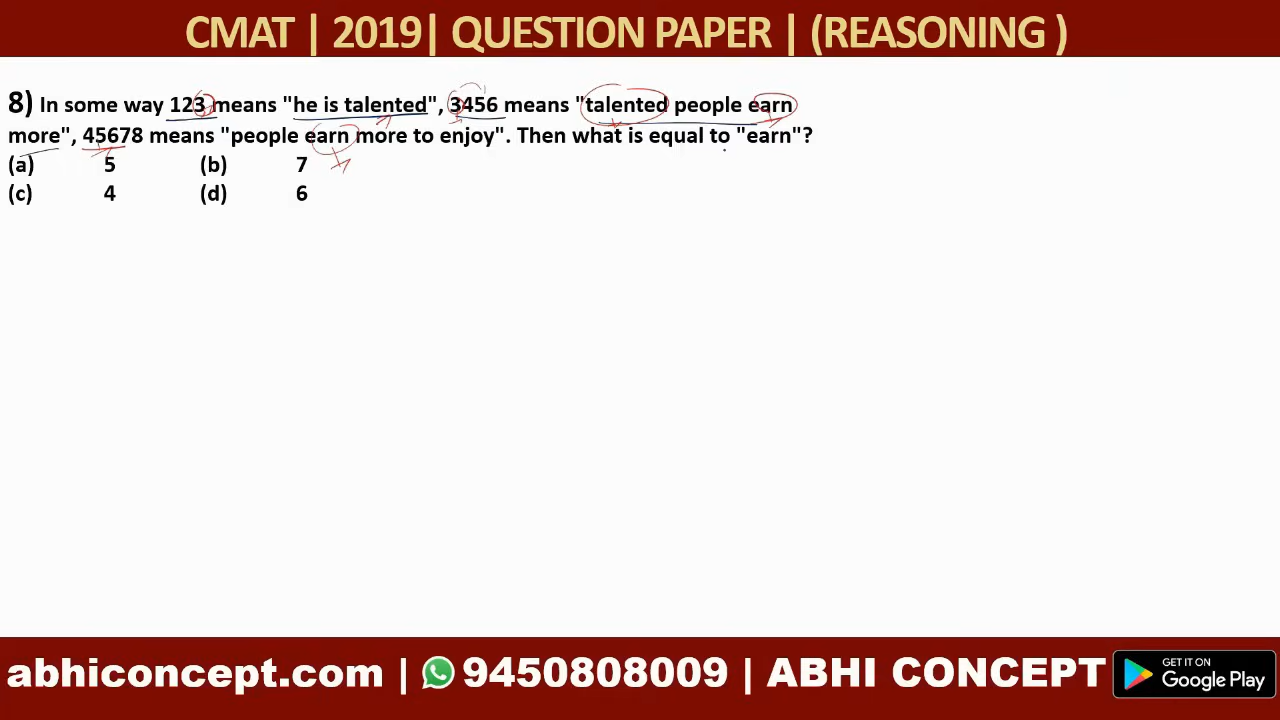 CMAT | 2019| QUESTION PAPER | (REASONING )
8) In some way 123 means "he is talented", 3456 means "talented people earn
more", 45678 means "people earn more to enjoy". Then what is equal to "earn"?
(a) 5 (b) 7
(c) 4 (d) 6
abhiconcept.com | 9450808009 | ABHI CONCEPT
GET IT ON
Google Play